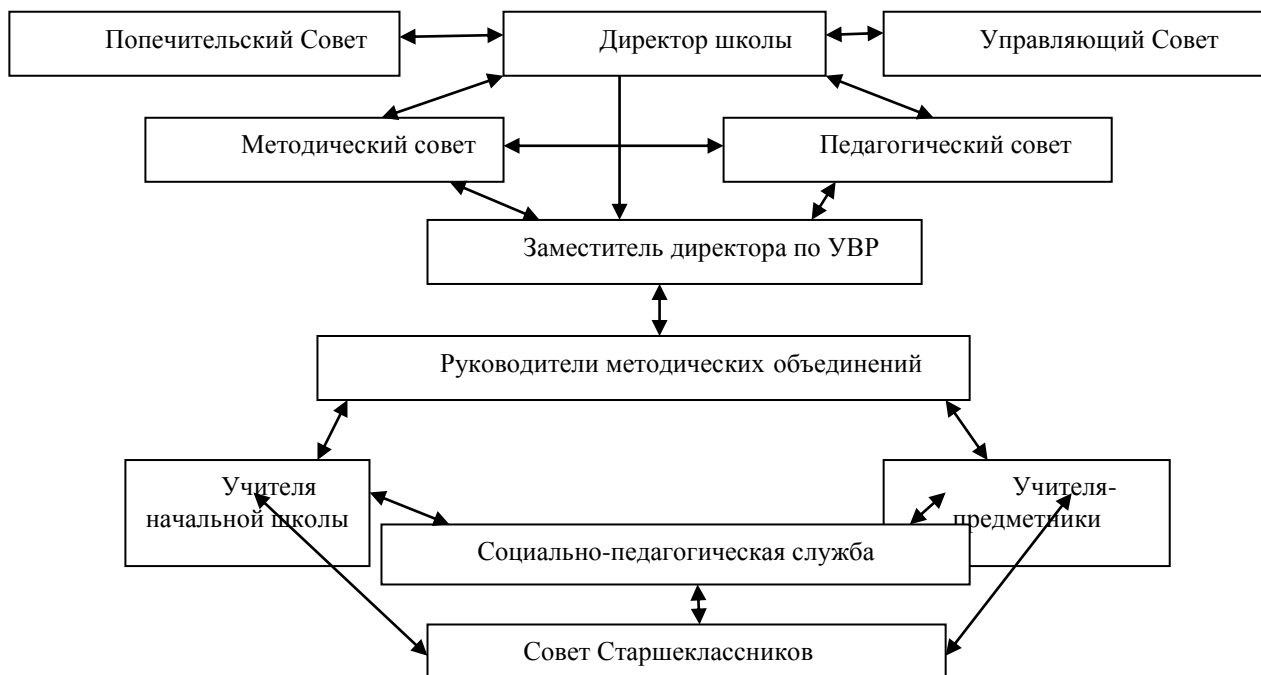 Попечительский Совет
Директор школы
Управляющий Совет
Методический совет
Педагогический совет
Заместитель директора по УВР
Руководители методических объединений
Учителя
начальной школы
Учителя-
предметники
Социально-педагогическая служба
Совет Старшеклассников